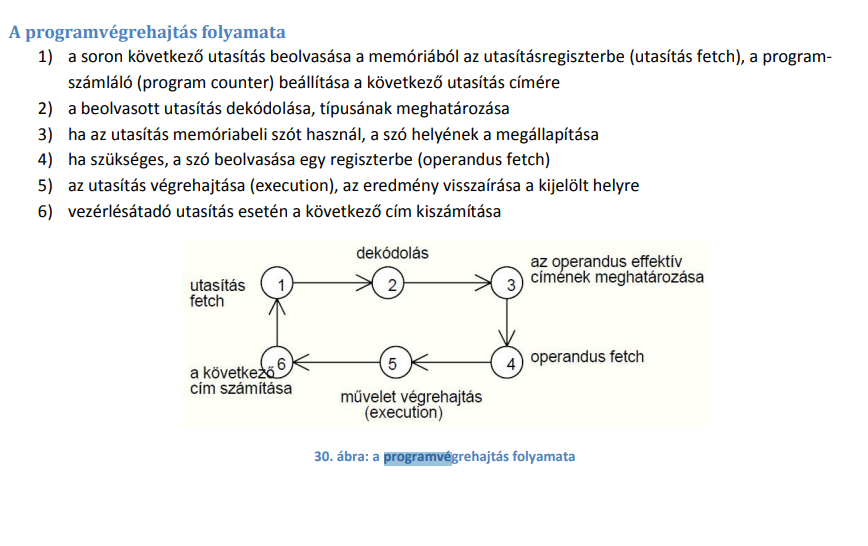 A programvégrehajtás folyamata
1) a soron következő utasítás beolvasása a memóriából az utasításregiszterbe (utasítás fetch), a program-
számláló (program counter) beállítása a következő utasítás címére
2) a beolvasott utasítás dekódolása, típusának meghatározása
3) ha az utasítás memóriabeli szót használ, a szó helyének a megállapítása
4) ha szükséges, a szó beolvasása egy regiszterbe (operandus fetch)
5) az utasítás végrehajtása (execution), az eredmény visszaírása a kijelölt helyre
6) vezérlésátadó utasítás esetén a következő cím kiszámítása
utasítás
fetch
1
dekódolás
2
3
az operandus effektív
címének meghatározása
4
operandus fetch
5
művelet végrehajtás
(execution)
6
a következő
cím számítása
30. ábra: a programvégrehajtás folyamata